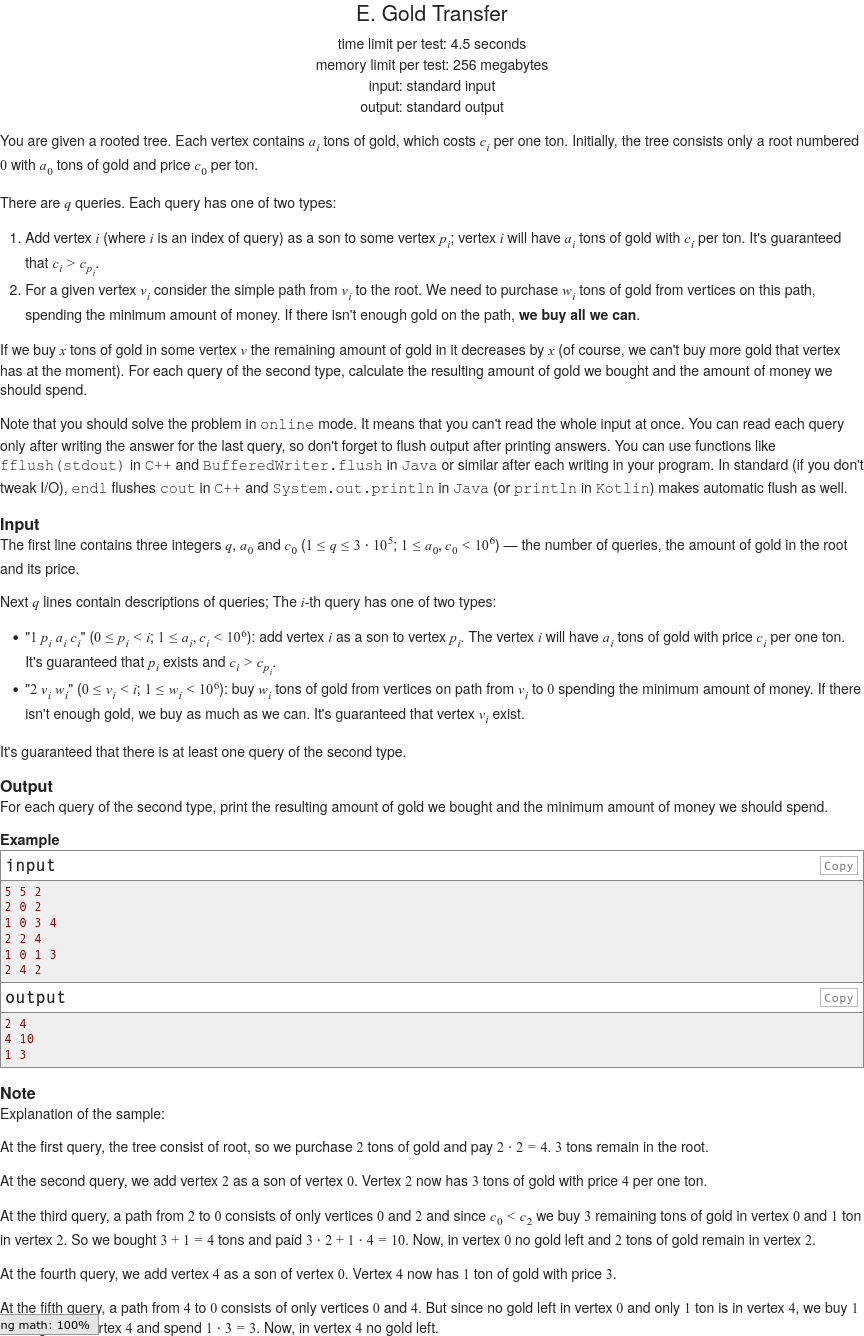 E. Gold Transfer
time limit per test: 4.5 seconds
memory limit per test: 256 megabytes
input: standard input
output: standard output
You are given a rooted tree. Each vertex contains a_i tons of gold, which costs c_i per one ton. Initially, the tree consists only a root numbered
0 with a_0 tons of gold and price c_0 per ton.
There are q queries. Each query has one of two types:
1. Add vertex i (where i is an index of query) as a son to some vertex p_i; vertex i will have a_i tons of gold with c_i per ton. It's guaranteed
that c_i > c_{p_i}.
2. For a given vertex v_i consider the simple path from v_i to the root. We need to purchase w_i tons of gold from vertices on this path,
spending the minimum amount of money. If there isn't enough gold on the path, we buy all we can.
If we buy x tons of gold in some vertex v the remaining amount of gold in it decreases by x (of course, we can't buy more gold that vertex
has at the moment). For each query of the second type, calculate the resulting amount of gold we bought and the amount of money we
should spend.
Note that you should solve the problem in online mode. It means that you can't read the whole input at once. You can read each query
only after writing the answer for the last query, so don't forget to flush output after printing answers. You can use functions like
fflush(stdout) in C++ and BufferedWriter.flush in Java or similar after each writing in your program. In standard (if you don't
tweak I/O), endl flushes cout in C++ and System.out.println in Java (or println in Kotlin) makes automatic flush as well.
Input
The first line contains three integers q, a_0 and c_0 (1 ≤ q ≤ 3 · 10^5; 1 ≤ a_0, c_0 < 10^6) — the number of queries, the amount of gold in the root
and its price.
Next q lines contain descriptions of queries; The i-th query has one of two types:
• "1 p_i a_i c_i" (0 ≤ p_i < i; 1 ≤ a_i, c_i < 10^6): add vertex i as a son to vertex p_i. The vertex i will have a_i tons of gold with price c_i per one ton.
It's guaranteed that p_i exists and c_i > c_{p_i}.
• "2 v_i w_i" (0 ≤ v_i < i; 1 ≤ w_i < 10^6): buy w_i tons of gold from vertices on path from v_i to 0 spending the minimum amount of money. If there
isn't enough gold, we buy as much as we can. It's guaranteed that vertex v_i exist.
It's guaranteed that there is at least one query of the second type.
Output
For each query of the second type, print the resulting amount of gold we bought and the minimum amount of money we should spend.
Example
input Copy
5 5 2
2 0 2
1 0 3 4
2 2 4
1 0 1 3
2 4 2
output Copy
2 4
4 10
1 3
Note
Explanation of the sample:
At the first query, the tree consist of root, so we purchase 2 tons of gold and pay 2 · 2 = 4. 3 tons remain in the root.
At the second query, we add vertex 2 as a son of vertex 0. Vertex 2 now has 3 tons of gold with price 4 per one ton.
At the third query, a path from 2 to 0 consists of only vertices 0 and 2 and since c_0 < c_2 we buy 3 remaining tons of gold in vertex 0 and 1 ton
in vertex 2. So we bought 3 + 1 = 4 tons and paid 3 · 2 + 1 · 4 = 10. Now, in vertex 0 no gold left and 2 tons of gold remain in vertex 2.
At the fourth query, we add vertex 4 as a son of vertex 0. Vertex 4 now has 1 ton of gold with price 3.
At the fifth query, a path from 4 to 0 consists of only vertices 0 and 4. But since no gold left in vertex 0 and only 1 ton is in vertex 4, we buy 1
ng math: 100% rtex 4 and spend 1 · 3 = 3. Now, in vertex 4 no gold left.